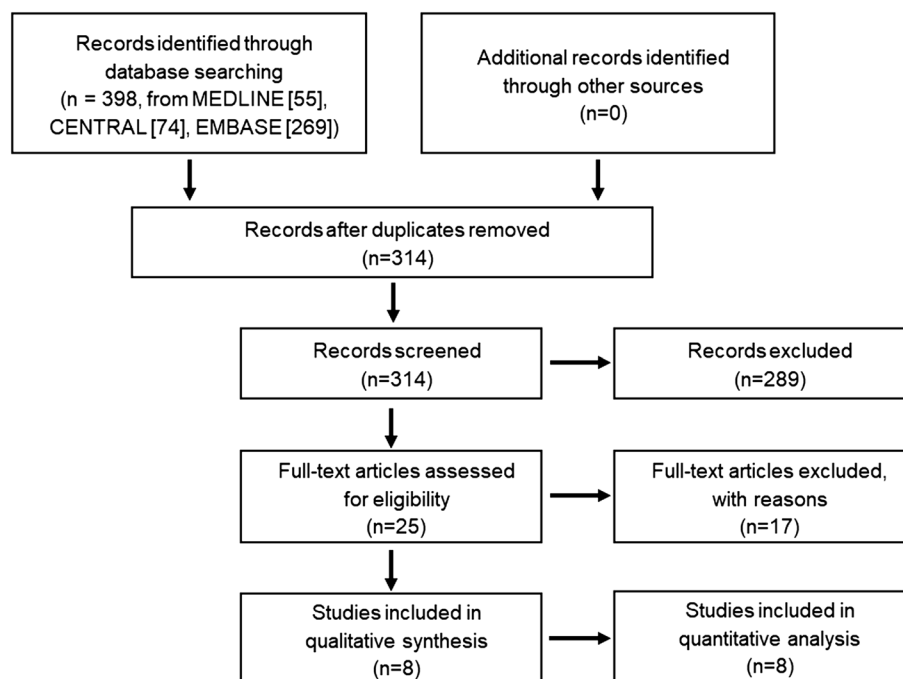 Records identified through
database searching
(n = 398, from MEDLINE [55],
CENTRAL [74], EMBASE [269])
Additional records identified
through other sources
(n=0)
Records after duplicates removed
(n=314)
Records screened
(n=314)
Records excluded
(n=289)
Full-text articles assessed
for eligibility
(n=25)
Full-text articles excluded,
with reasons
(n=17)
Studies included in
qualitative synthesis
(n=8)
Studies included in
quantitative analysis
(n=8)